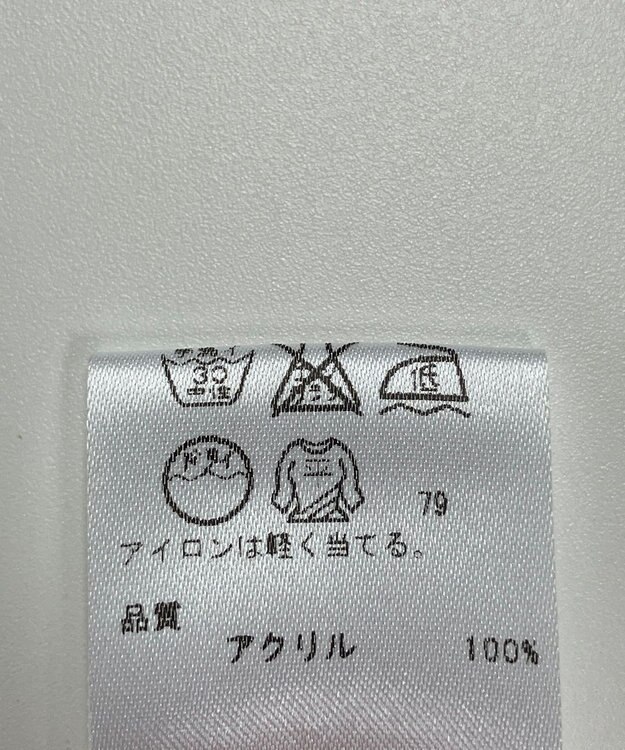 手洗イ
30
中性
低
ドライ
79
アイロンは軽く当てる。
品質
アクリル 100%